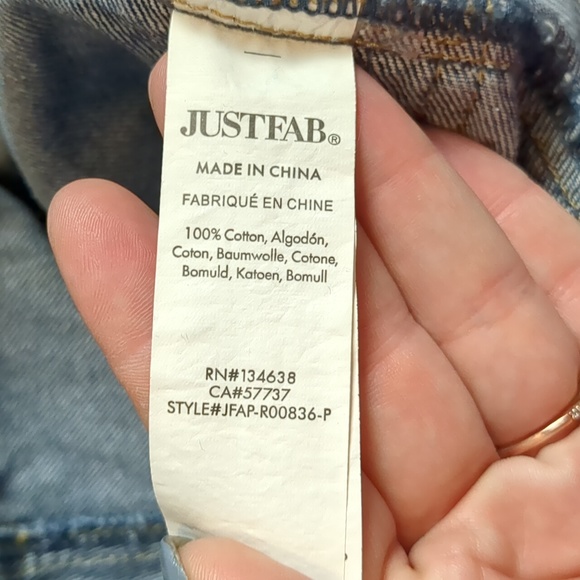 JUSTFAB®
MADE IN CHINA
FABRIQUÉ EN CHINE
100% Cotton, Algodón,
Coton, Baumwolle, Cotone,
Bomuld, Katoen, Bomull
RN#134638
CA#57737
STYLE#JFAP-R00836-P